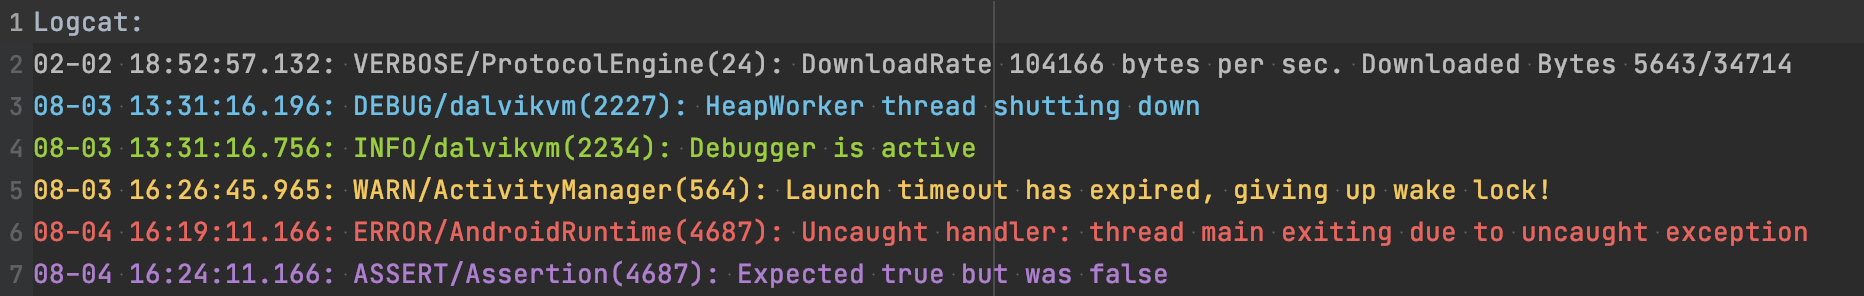 1 Logcat:
2 02-02 18:52:57.132: VERBOSE/ProtocolEngine(24): DownloadRate 104166 bytes per sec. Downloaded Bytes 5643/34714
3 08-03 13:31:16.196: DEBUG/dalvikvm(2227): HeapWorker thread shutting down
4 08-03 13:31:16.756: INFO/dalvikvm(2234): Debugger is active
5 08-03 16:26:45.965: WARN/ActivityManager(564): Launch timeout has expired, giving up wake lock!
6 08-04 16:19:11.166: ERROR/AndroidRuntime(4687): Uncaught handler: thread main exiting due to uncaught exception
7 08-04 16:24:11.166: ASSERT/Assertion(4687): Expected true but was false